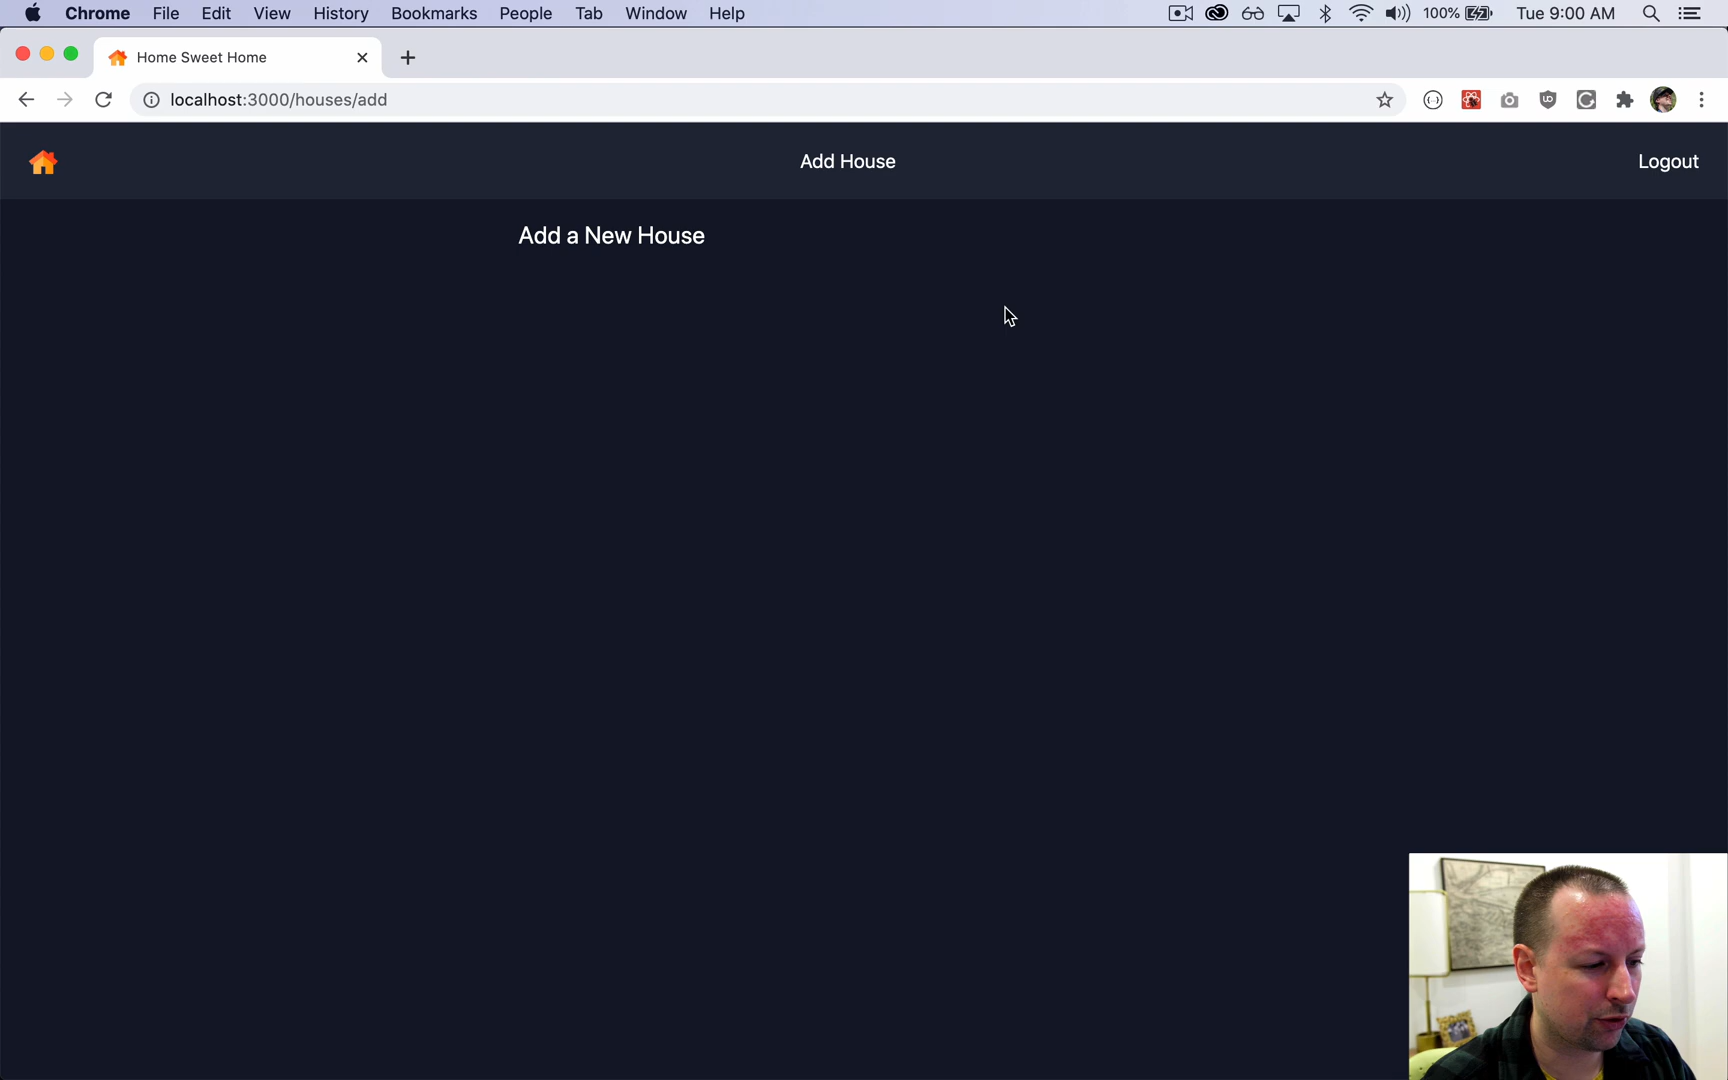 Chrome File Edit View History Bookmarks People Tab Window Help 100% Tue 9:00 AM
Home Sweet Home
localhost:3000/houses/add
Add House Logout
Add a New House